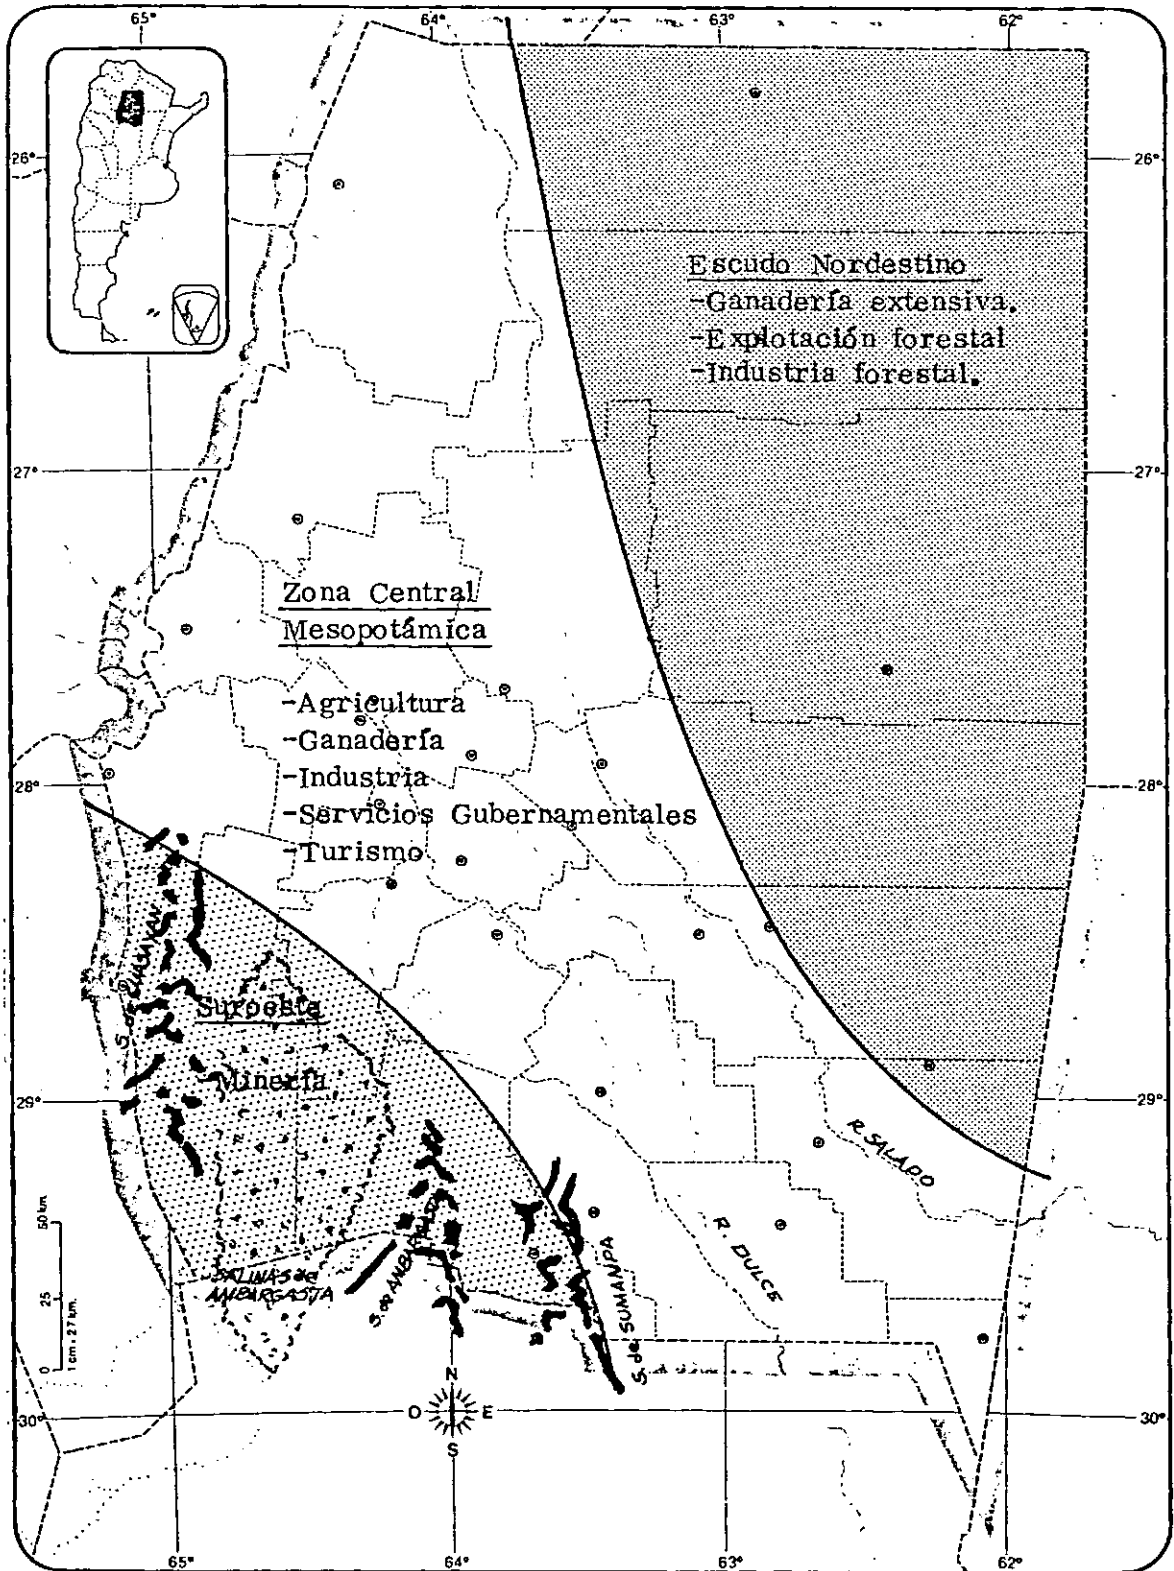 65° 64° 63° 62°
26° 26°
Escudo Nordestino
-Ganadería extensiva.
-Explotación forestal
-Industria forestal.
27° 27°
Zona Central
Mesopotámica
-Agricultura
-Ganadería
-Industria
-Servicios Gubernamentales
-Turismo
28° 28°
S. de GUASAYAN
Suroeste
-Minería
29° 29°
R. SALADO
R. DULCE
SALINAS de
AMBARGASTA
S. de AMBARGASTA
S. de SUMAMPA
50 km.
25
0
1 cm = 27 km.
N
O E
S
30° 30°
65° 64° 63° 62°